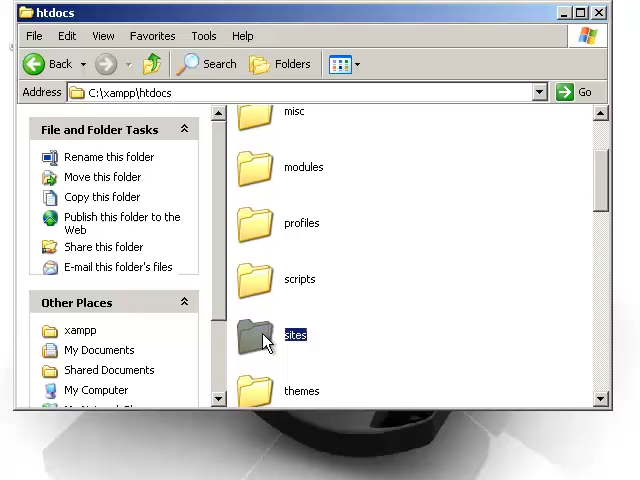 htdocs
File Edit View Favorites Tools Help
Back Search Folders
Address C:\xampp\htdocs Go
File and Folder Tasks
Rename this folder
Move this folder
Copy this folder
Publish this folder to the
Web
Share this folder
E-mail this folder's files
Other Places
xampp
My Documents
Shared Documents
My Computer
misc
modules
profiles
scripts
sites
themes